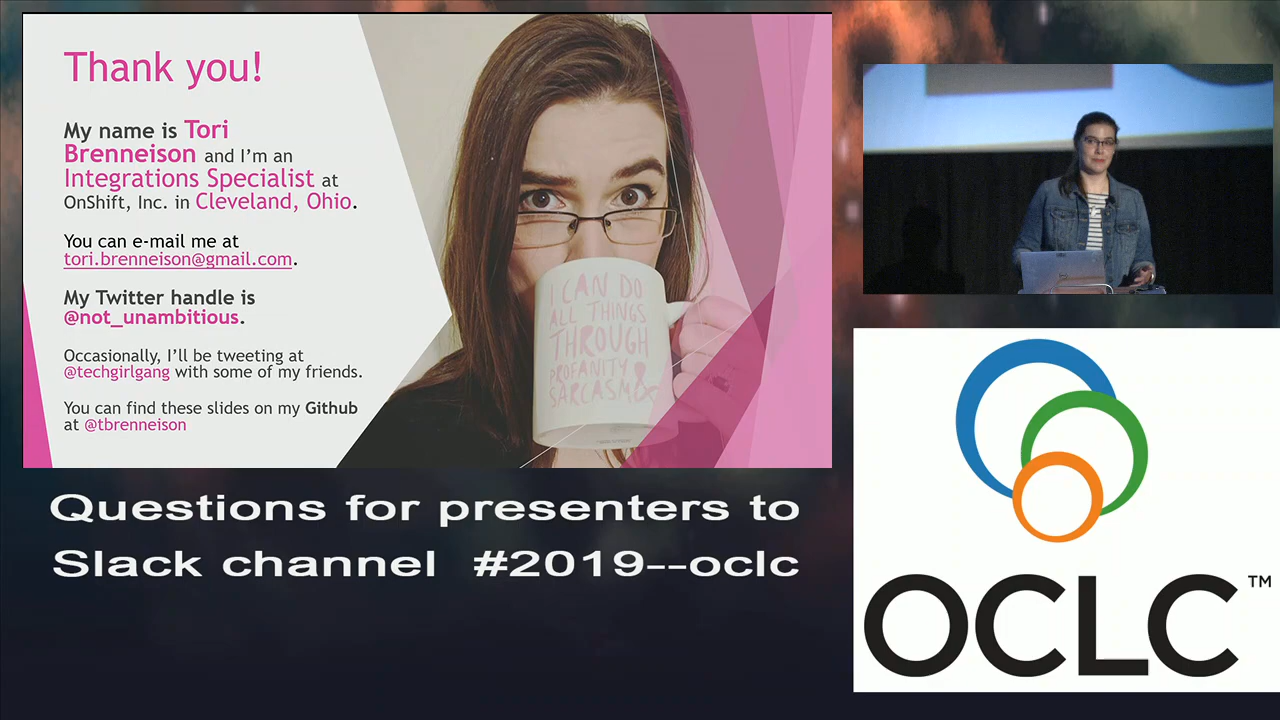 Thank you!
My name is Tori
Brenneison and I'm an
Integrations Specialist at
OnShift, Inc. in Cleveland, Ohio.
You can e-mail me at
tori.brenneison@gmail.com.
My Twitter handle is
@not_unambitious.
Occasionally, I'll be tweeting at
@techgirlgang with some of my friends.
You can find these slides on my Github
at @tbrenneison
I CAN DO
ALL THINGS
THROUGH
PROFANITY &
SARCASM
Questions for presenters to
Slack channel #2019--oclc
OCLC™